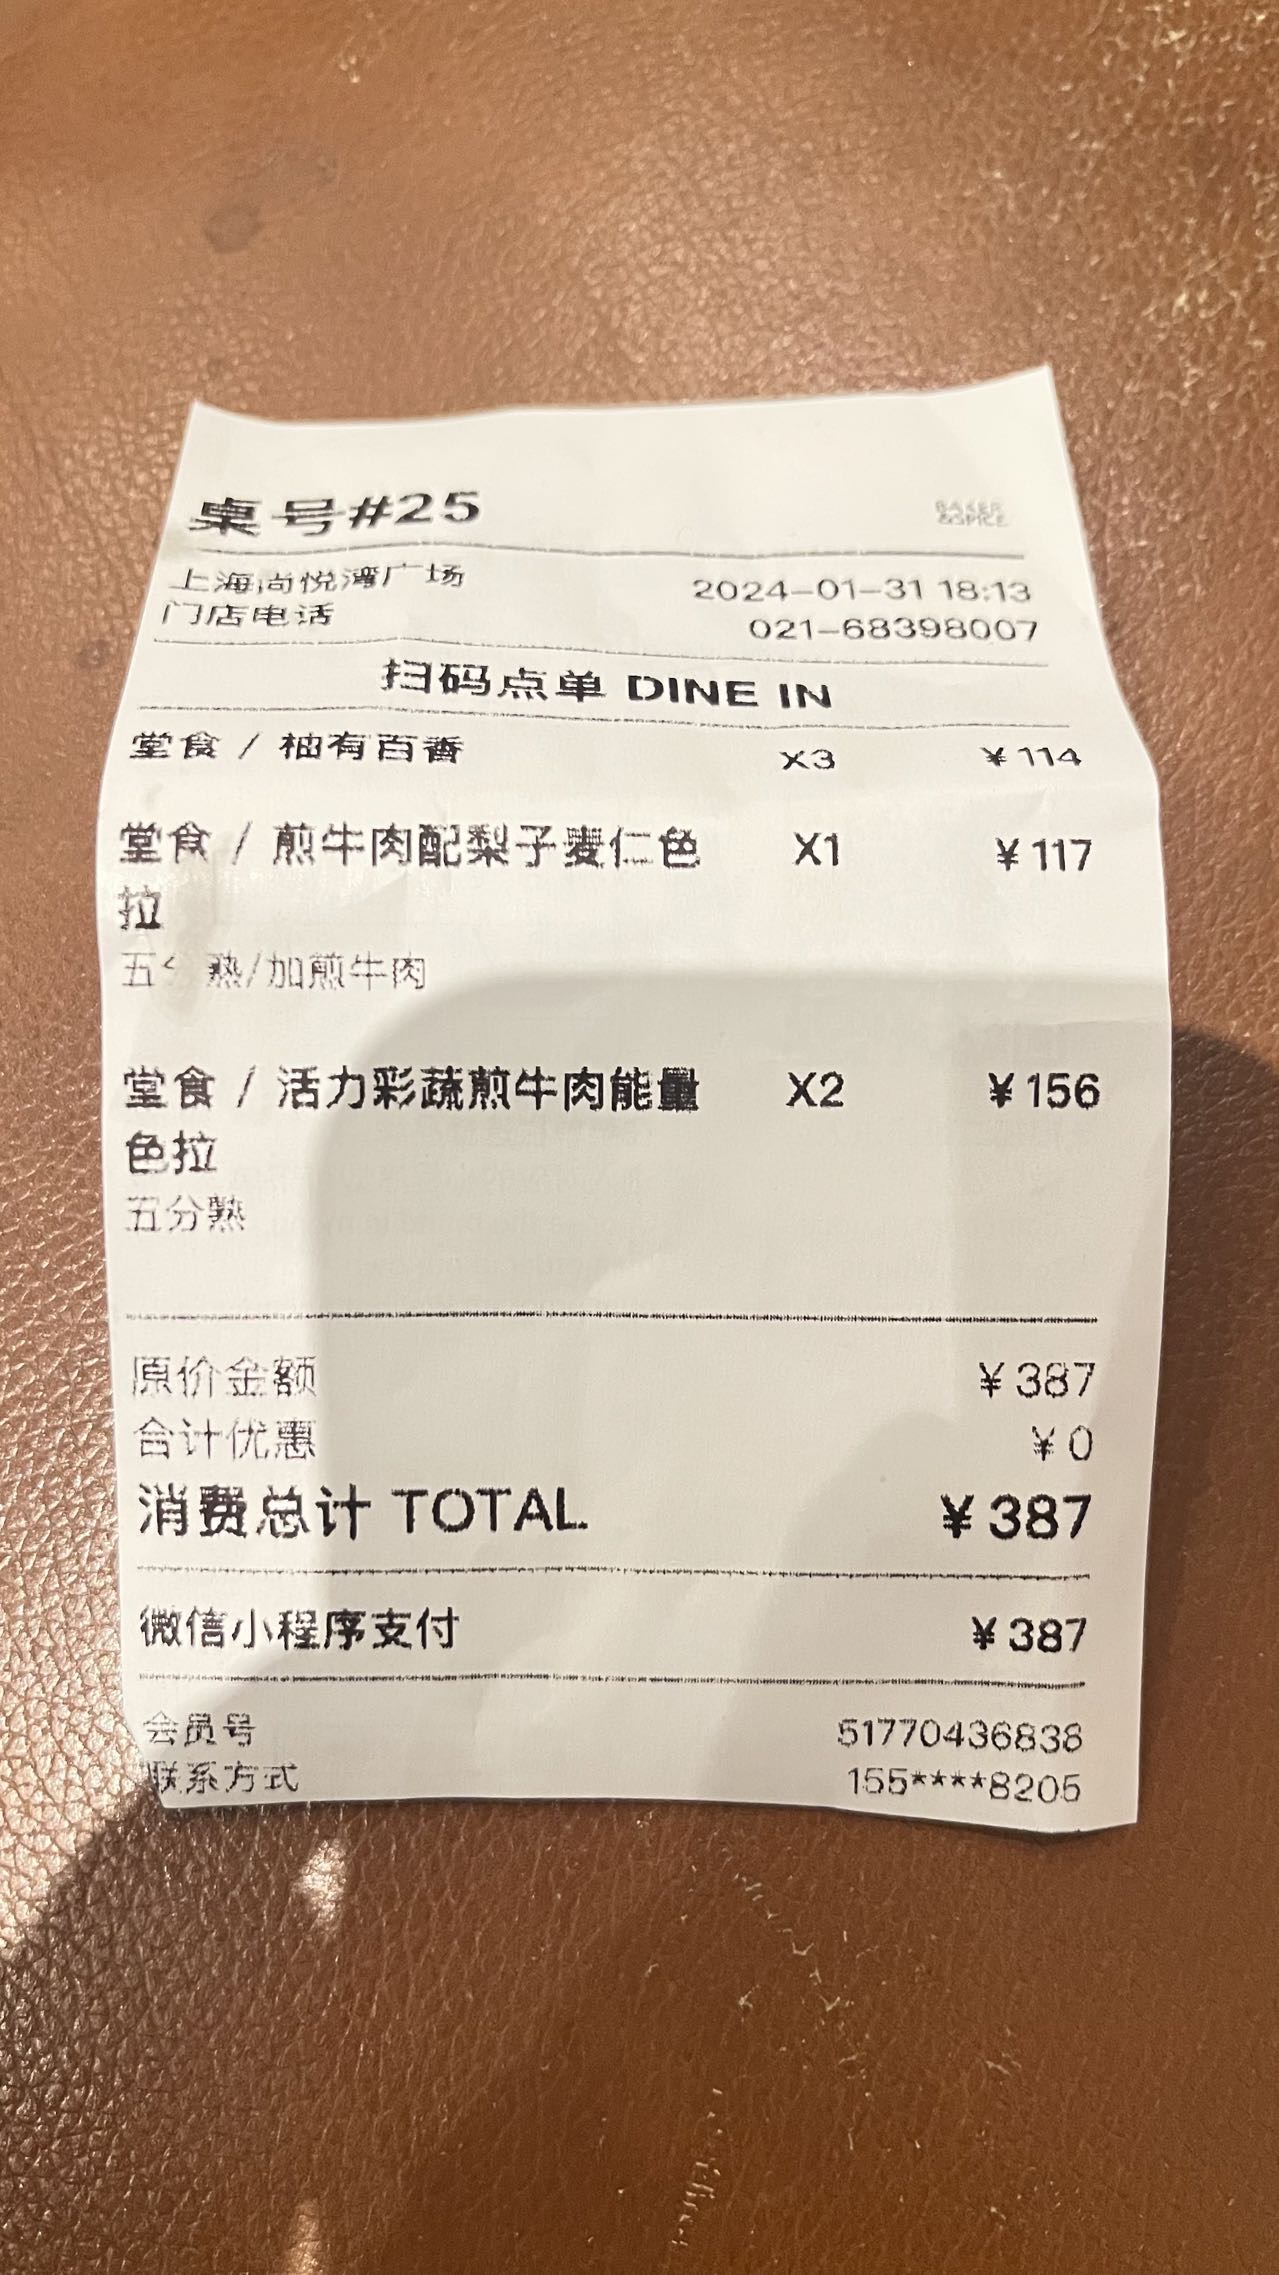 桌号#25
BAKER
&SPICE
上海尚悦湾广场 2024-01-31 18:13
门店电话 021-68398007
扫码点单 DINE IN
堂食 / 柚有百香 X3 ¥114
堂食 / 煎牛肉配梨子麦仁色 X1 ¥117
拉
五分熟/加煎牛肉
堂食 / 活力彩蔬煎牛肉能量 X2 ¥156
色拉
五分熟
原价金额 ¥387
合计优惠 ¥0
消费总计 TOTAL ¥387
微信小程序支付 ¥387
会员号 51770436838
联系方式 155****8205